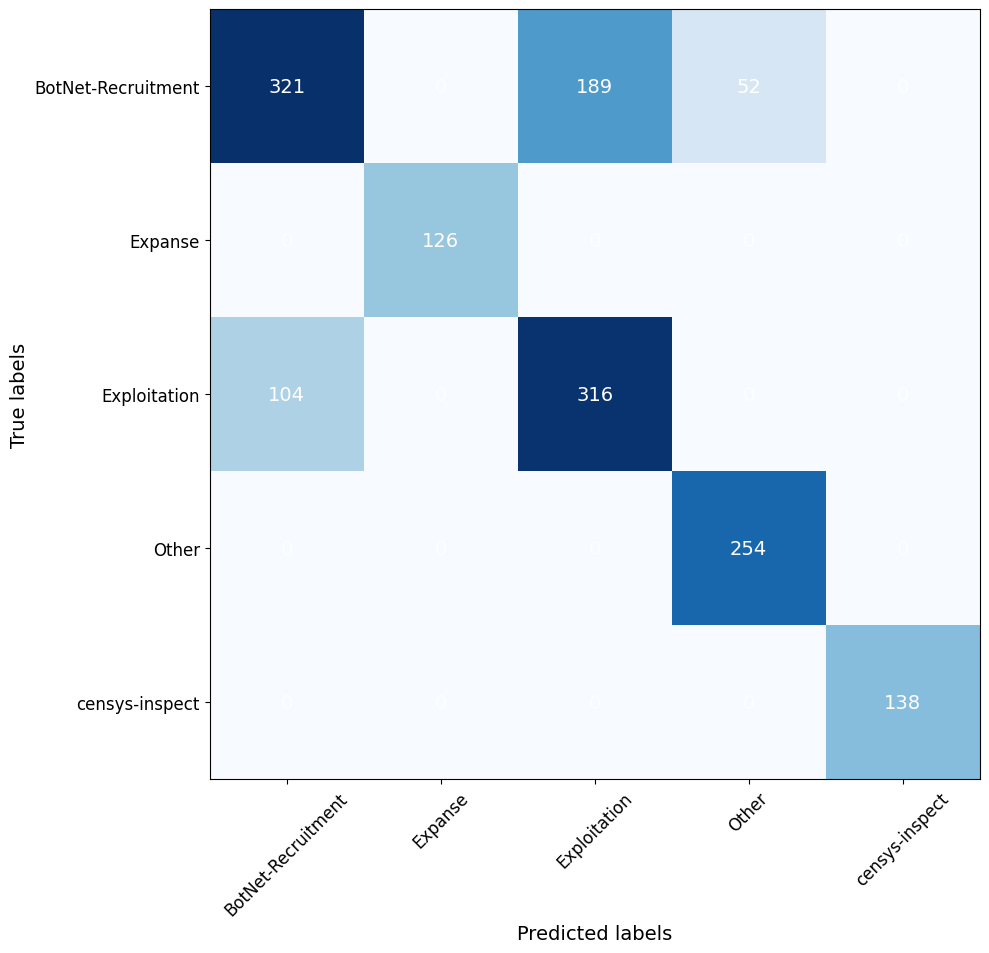 BotNet-Recruitment 321 0 189 52 0
Expanse 0 126 0 0 0
Exploitation 104 0 316 0 0
Other 0 0 0 254 0
censys-inspect 0 0 0 0 138
True labels
BotNet-Recruitment Expanse Exploitation Other censys-inspect
Predicted labels